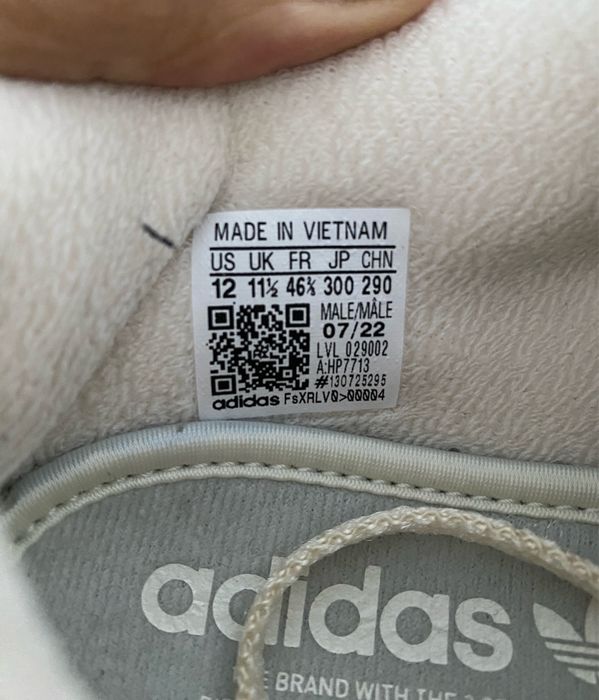 MADE IN VIETNAM
US UK FR JP CHN
12 11½ 46⅔ 300 290
MALE/MÂLE
07/22
LVL 029002
A:HP7713
#130725295
adidas FsXRLV0>00004
adidas
BRAND WITH THE